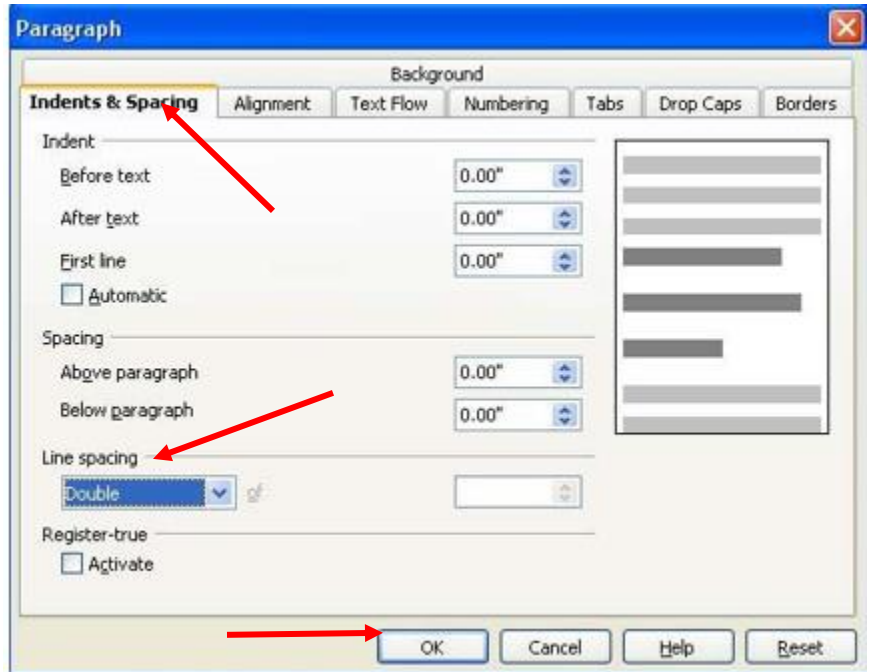 Paragraph
Background
Indents & Spacing Alignment Text Flow Numbering Tabs Drop Caps Borders
Indent
Before text 0.00"
After text 0.00"
First line 0.00"
Automatic
Spacing
Above paragraph 0.00"
Below paragraph 0.00"
Line spacing
Double of
Register-true
Activate
OK Cancel Help Reset